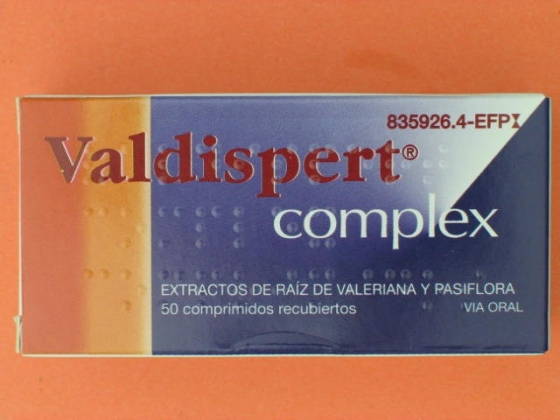 835926.4-EFP
Valdispert®
complex
EXTRACTOS DE RAÍZ DE VALERIANA Y PASIFLORA
50 comprimidos recubiertos VIA ORAL